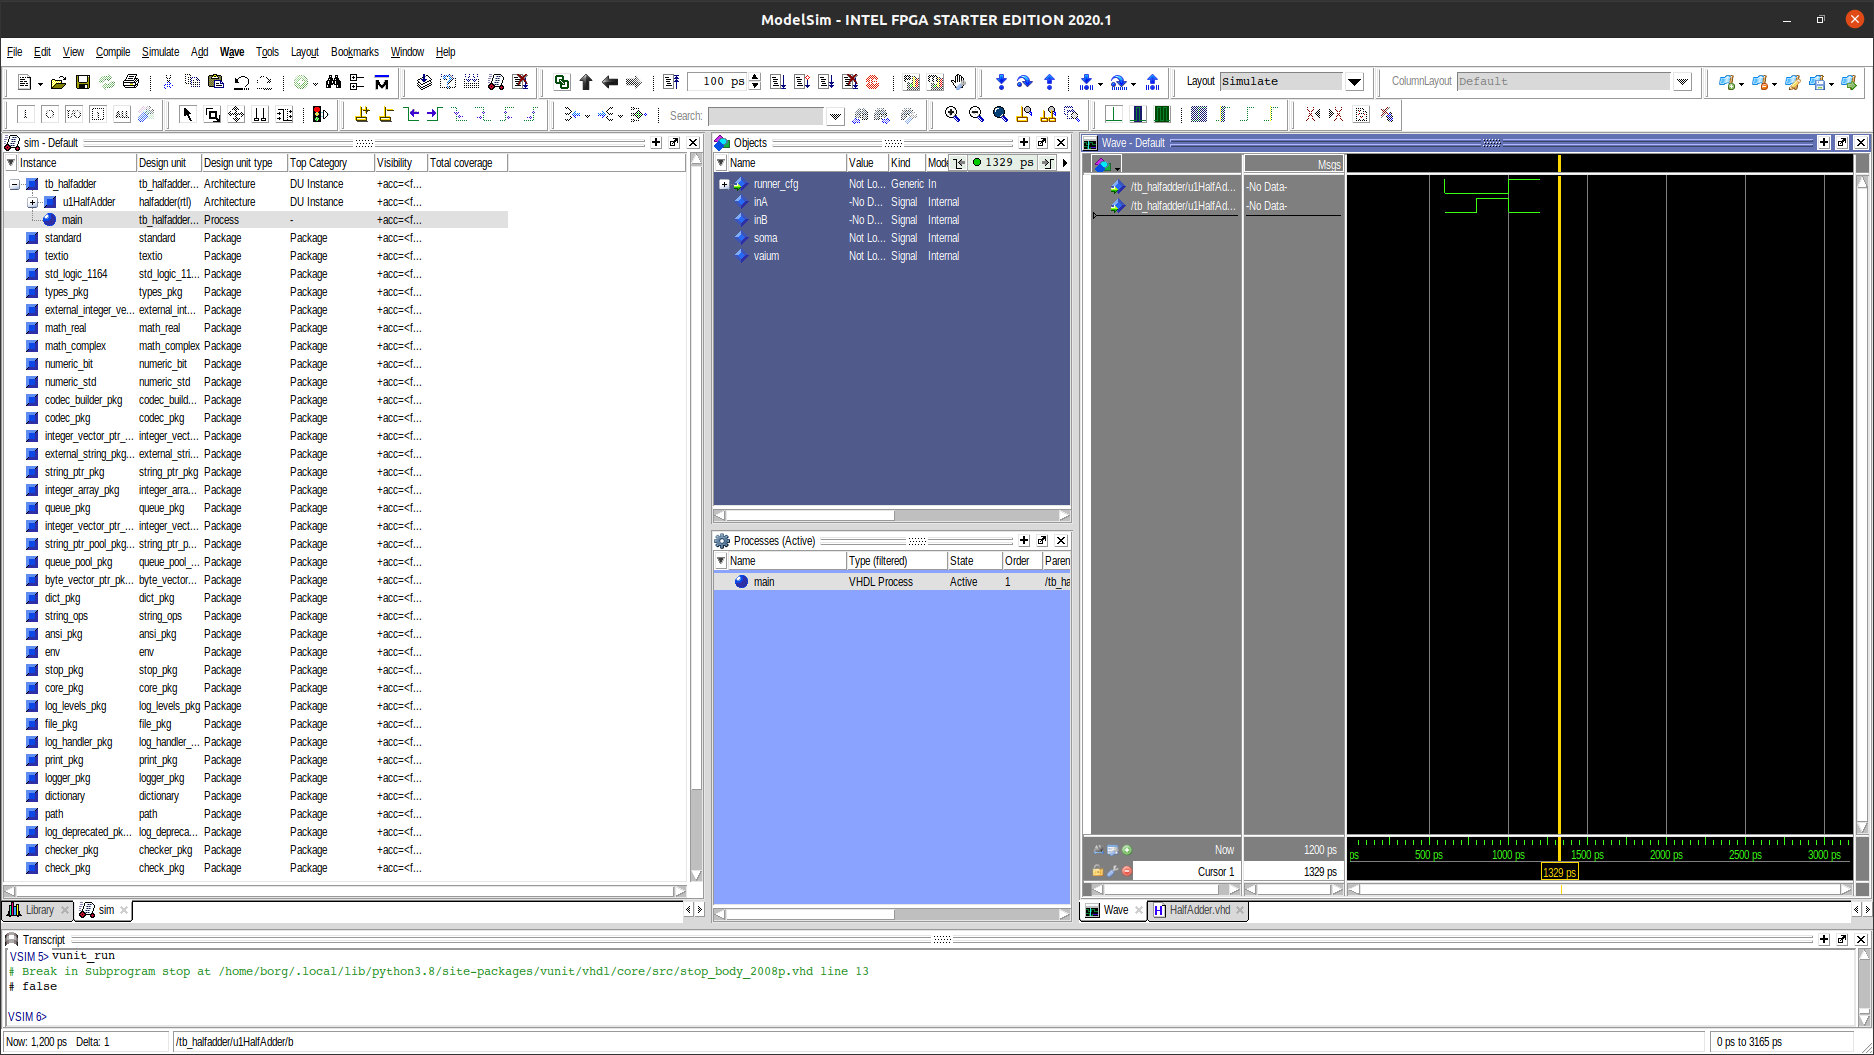 ModelSim - INTEL FPGA STARTER EDITION 2020.1
File Edit View Compile Simulate Add Wave Tools Layout Bookmarks Window Help
100 ps
Layout Simulate
ColumnLayout Default
Search:
sim - Default
Instance Design unit Design unit type Top Category Visibility Total coverage
tb_halfadder tb_halfadder... Architecture DU Instance +acc=<f...
u1HalfAdder halfadder(rtl) Architecture DU Instance +acc=<f...
main tb_halfadder... Process - +acc=<f...
standard standard Package Package +acc=<f...
textio textio Package Package +acc=<f...
std_logic_1164 std_logic_11... Package Package +acc=<f...
types_pkg types_pkg Package Package +acc=<f...
external_integer_ve... external_int... Package Package +acc=<f...
math_real math_real Package Package +acc=<f...
math_complex math_complex Package Package +acc=<f...
numeric_bit numeric_bit Package Package +acc=<f...
numeric_std numeric_std Package Package +acc=<f...
codec_builder_pkg codec_build... Package Package +acc=<f...
codec_pkg codec_pkg Package Package +acc=<f...
integer_vector_ptr_... integer_vect... Package Package +acc=<f...
external_string_pkg... external_stri... Package Package +acc=<f...
string_ptr_pkg string_ptr_pkg Package Package +acc=<f...
integer_array_pkg integer_arra... Package Package +acc=<f...
queue_pkg queue_pkg Package Package +acc=<f...
integer_vector_ptr_... integer_vect... Package Package +acc=<f...
string_ptr_pool_pkg... string_ptr_p... Package Package +acc=<f...
queue_pool_pkg queue_pool_... Package Package +acc=<f...
byte_vector_ptr_pk... byte_vector... Package Package +acc=<f...
dict_pkg dict_pkg Package Package +acc=<f...
string_ops string_ops Package Package +acc=<f...
ansi_pkg ansi_pkg Package Package +acc=<f...
env env Package Package +acc=<f...
stop_pkg stop_pkg Package Package +acc=<f...
core_pkg core_pkg Package Package +acc=<f...
log_levels_pkg log_levels_pkg Package Package +acc=<f...
file_pkg file_pkg Package Package +acc=<f...
log_handler_pkg log_handler_... Package Package +acc=<f...
print_pkg print_pkg Package Package +acc=<f...
logger_pkg logger_pkg Package Package +acc=<f...
dictionary dictionary Package Package +acc=<f...
path path Package Package +acc=<f...
log_deprecated_pk... log_depreca... Package Package +acc=<f...
checker_pkg checker_pkg Package Package +acc=<f...
check_pkg check_pkg Package Package +acc=<f...
Library sim
Objects
Name Value Kind Mode 1329 ps
runner_cfg Not Lo... Generic In
inA -No D... Signal Internal
inB -No D... Signal Internal
soma Not Lo... Signal Internal
vaium Not Lo... Signal Internal
Processes (Active)
Name Type (filtered) State Order Paren
main VHDL Process Active 1 /tb_ha
Wave - Default
Msgs
/tb_halfadder/u1HalfAd... -No Data-
/tb_halfadder/u1HalfAd... -No Data-
Now 1200 ps
Cursor 1 1329 ps
ps 500 ps 1000 ps 1500 ps 2000 ps 2500 ps 3000 ps
1329 ps
Wave HalfAdder.vhd
Transcript
VSIM 5> vunit_run
# Break in Subprogram stop at /home/borg/.local/lib/python3.8/site-packages/vunit/vhdl/core/src/stop_body_2008p.vhd line 13
# false
VSIM 6>
Now: 1,200 ps Delta: 1 /tb_halfadder/u1HalfAdder/b 0 ps to 3165 ps